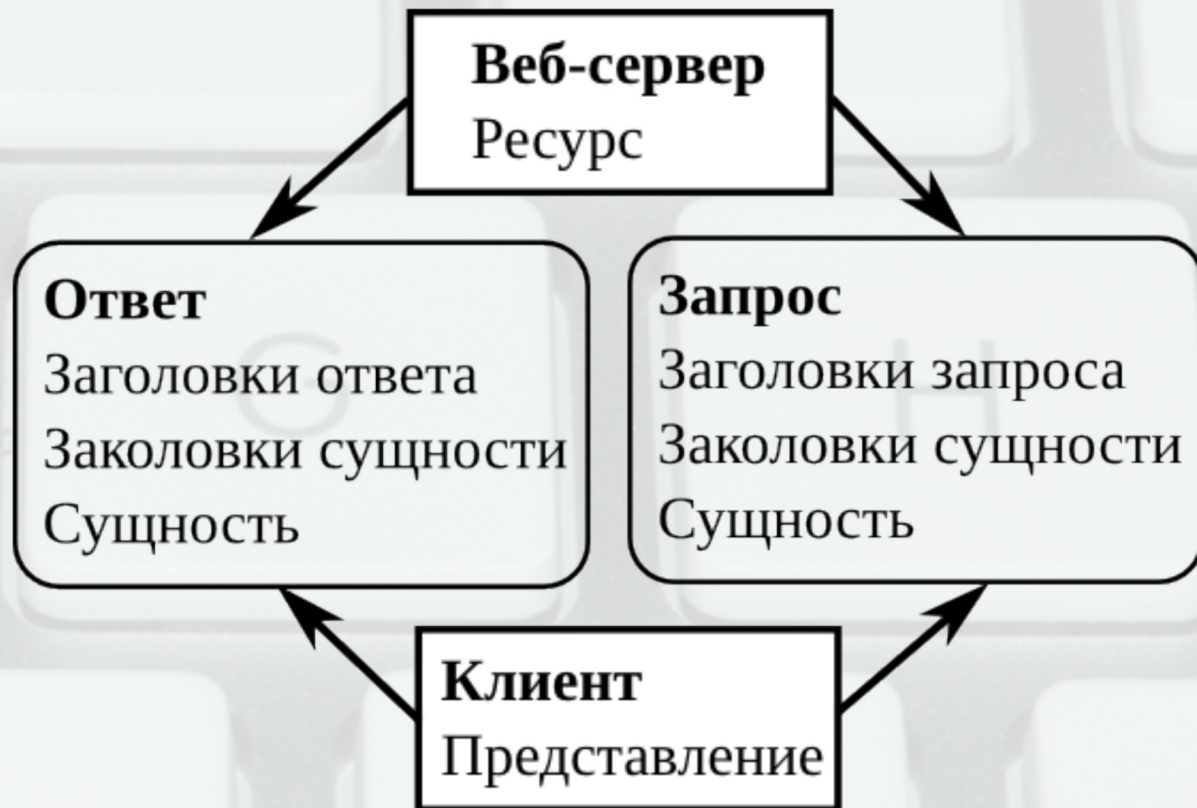 Веб-сервер
Ресурс
Ответ
Заголовки ответа
Заколовки сущности
Сущность
Запрос
Заголовки запроса
Заколовки сущности
Сущность
Клиент
Представление
G
H